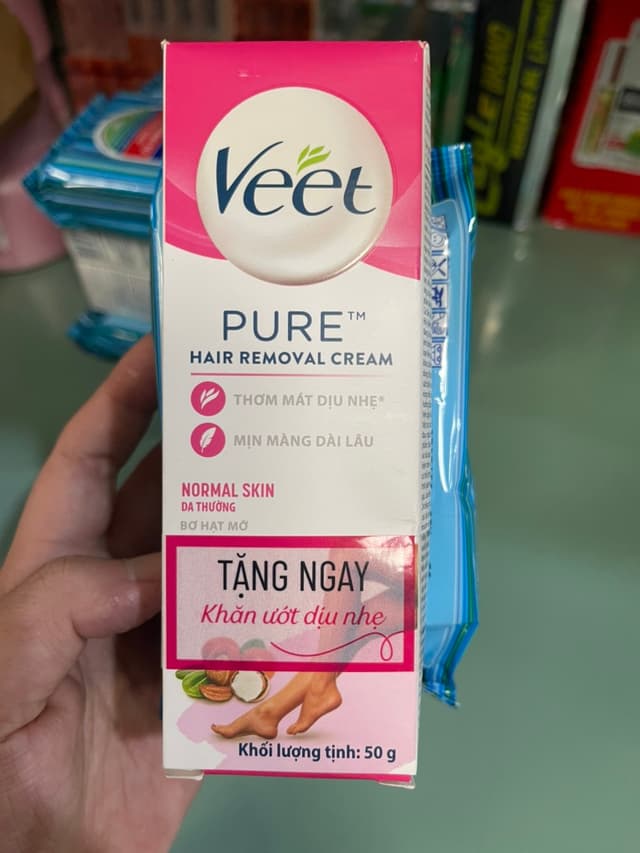 Veet
PURE™
HAIR REMOVAL CREAM
THƠM MÁT DỊU NHẸ*
MỊN MÀNG DÀI LÂU
NORMAL SKIN
DA THƯỜNG
BƠ HẠT MỠ
TẶNG NGAY
Khăn ướt dịu nhẹ
Khối lượng tịnh: 50 g